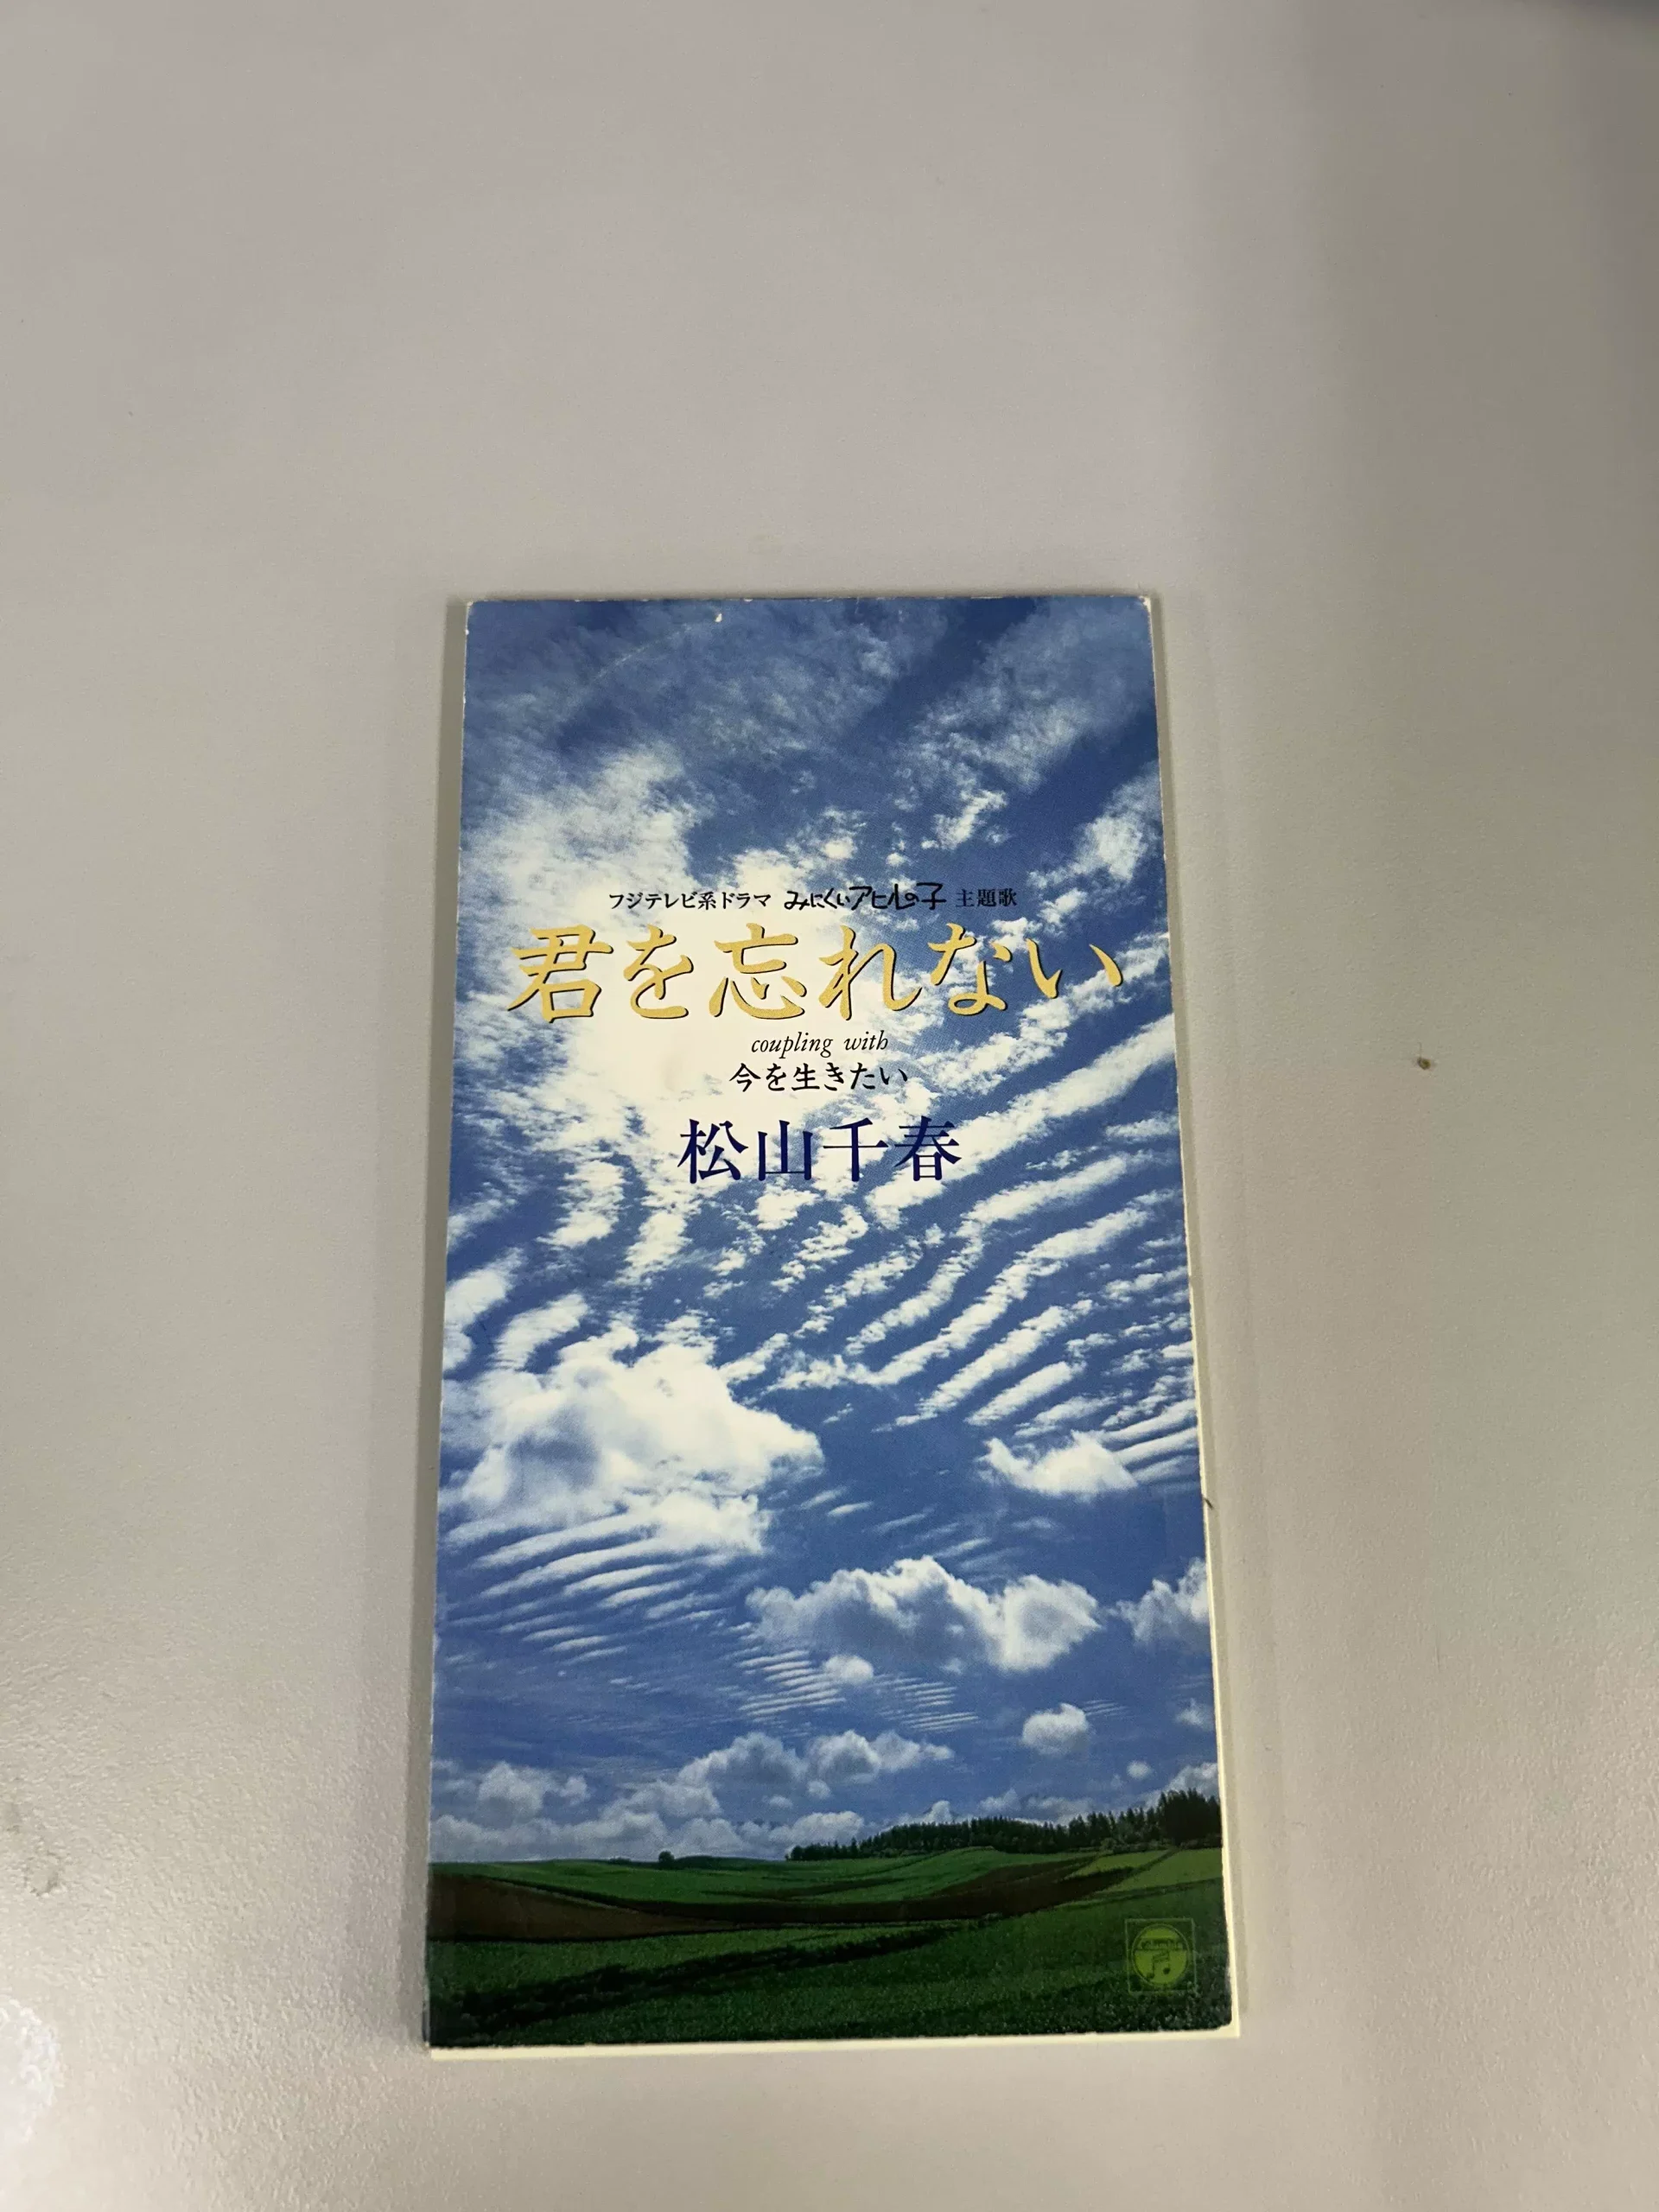 フジテレビ系ドラマ みにくいアヒルの子 主題歌
君を忘れない
coupling with
今を生きたい
松山千春